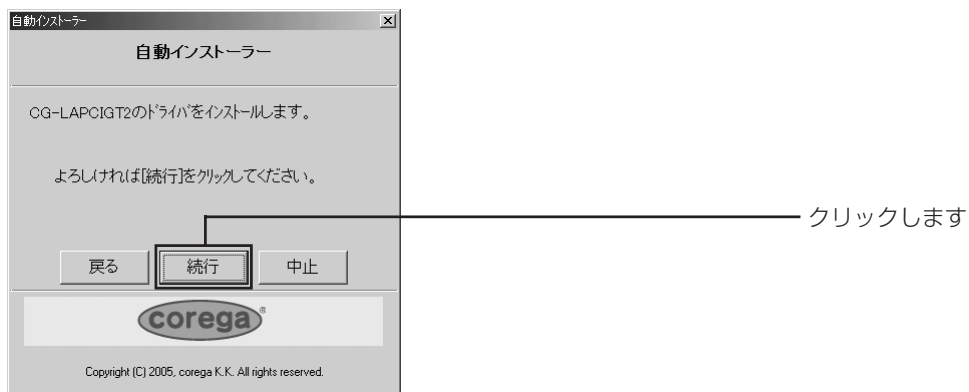 自動インストーラー
自動インストーラー
CG-LAPCIGT2のドライバをインストールします。
よろしければ[続行]をクリックしてください。
クリックします
戻る 続行 中止
corega®
Copyright (C) 2005, corega K.K. All rights reserved.